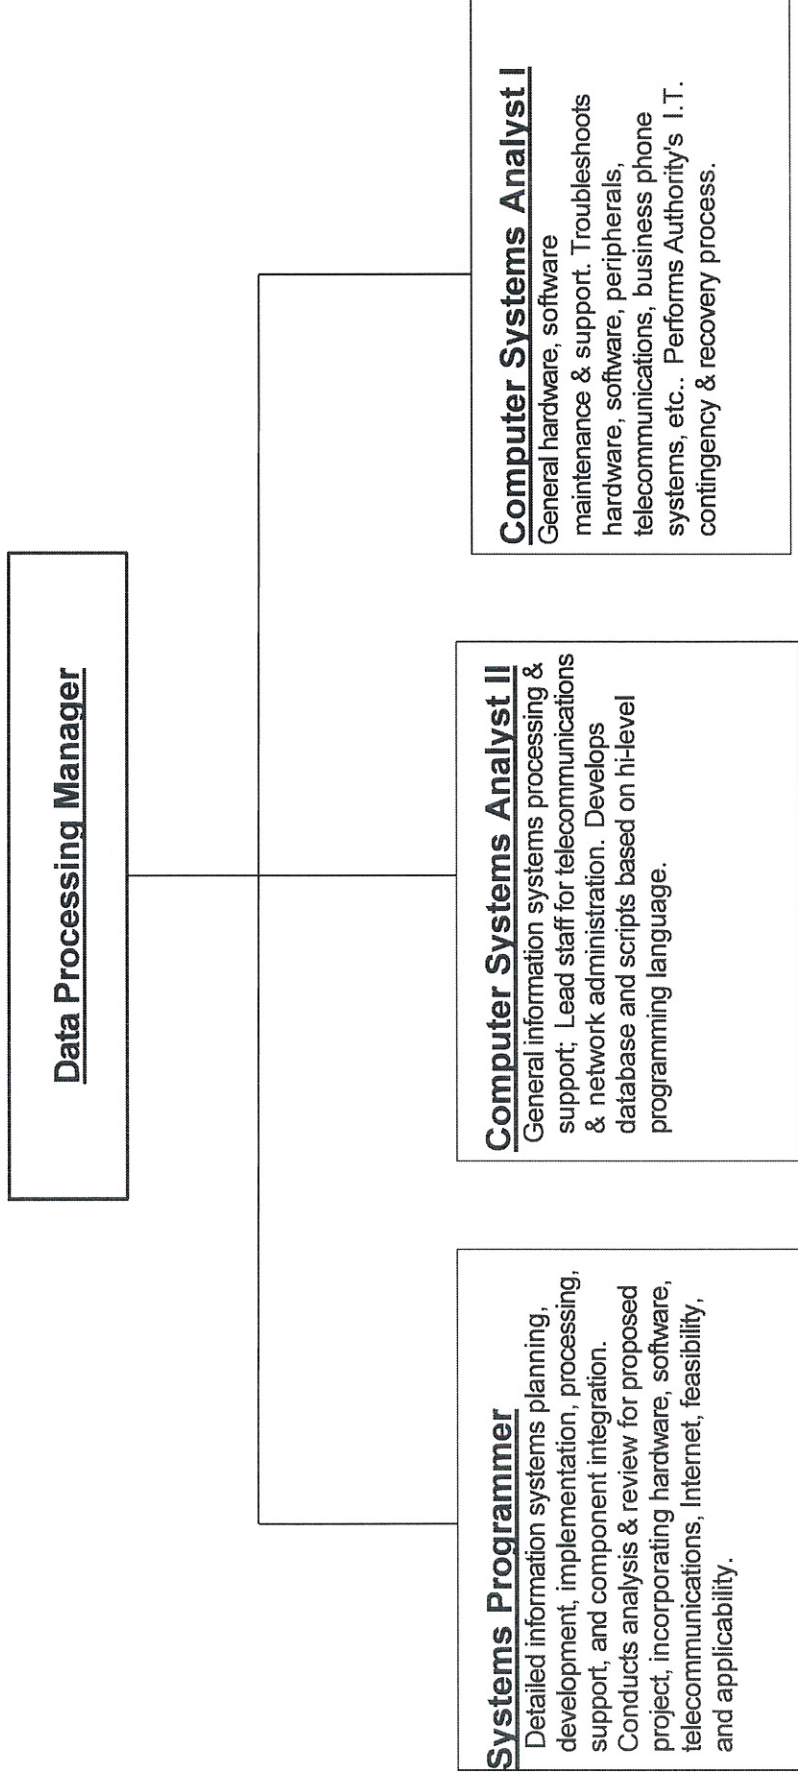 Data Processing Manager
Systems Programmer
Detailed information systems planning,
development, implementation, processing,
support, and component integration.
Conducts analysis & review for proposed
project, incorporating hardware, software,
telecommunications, Internet, feasibility,
and applicability.
Computer Systems Analyst II
General information systems processing &
support; Lead staff for telecommunications
& network administration. Develops
database and scripts based on hi-level
programming language.
Computer Systems Analyst I
General hardware, software
maintenance & support. Troubleshoots
hardware, software, peripherals,
telecommunications, business phone
systems, etc.. Performs Authority's I.T.
contingency & recovery process.